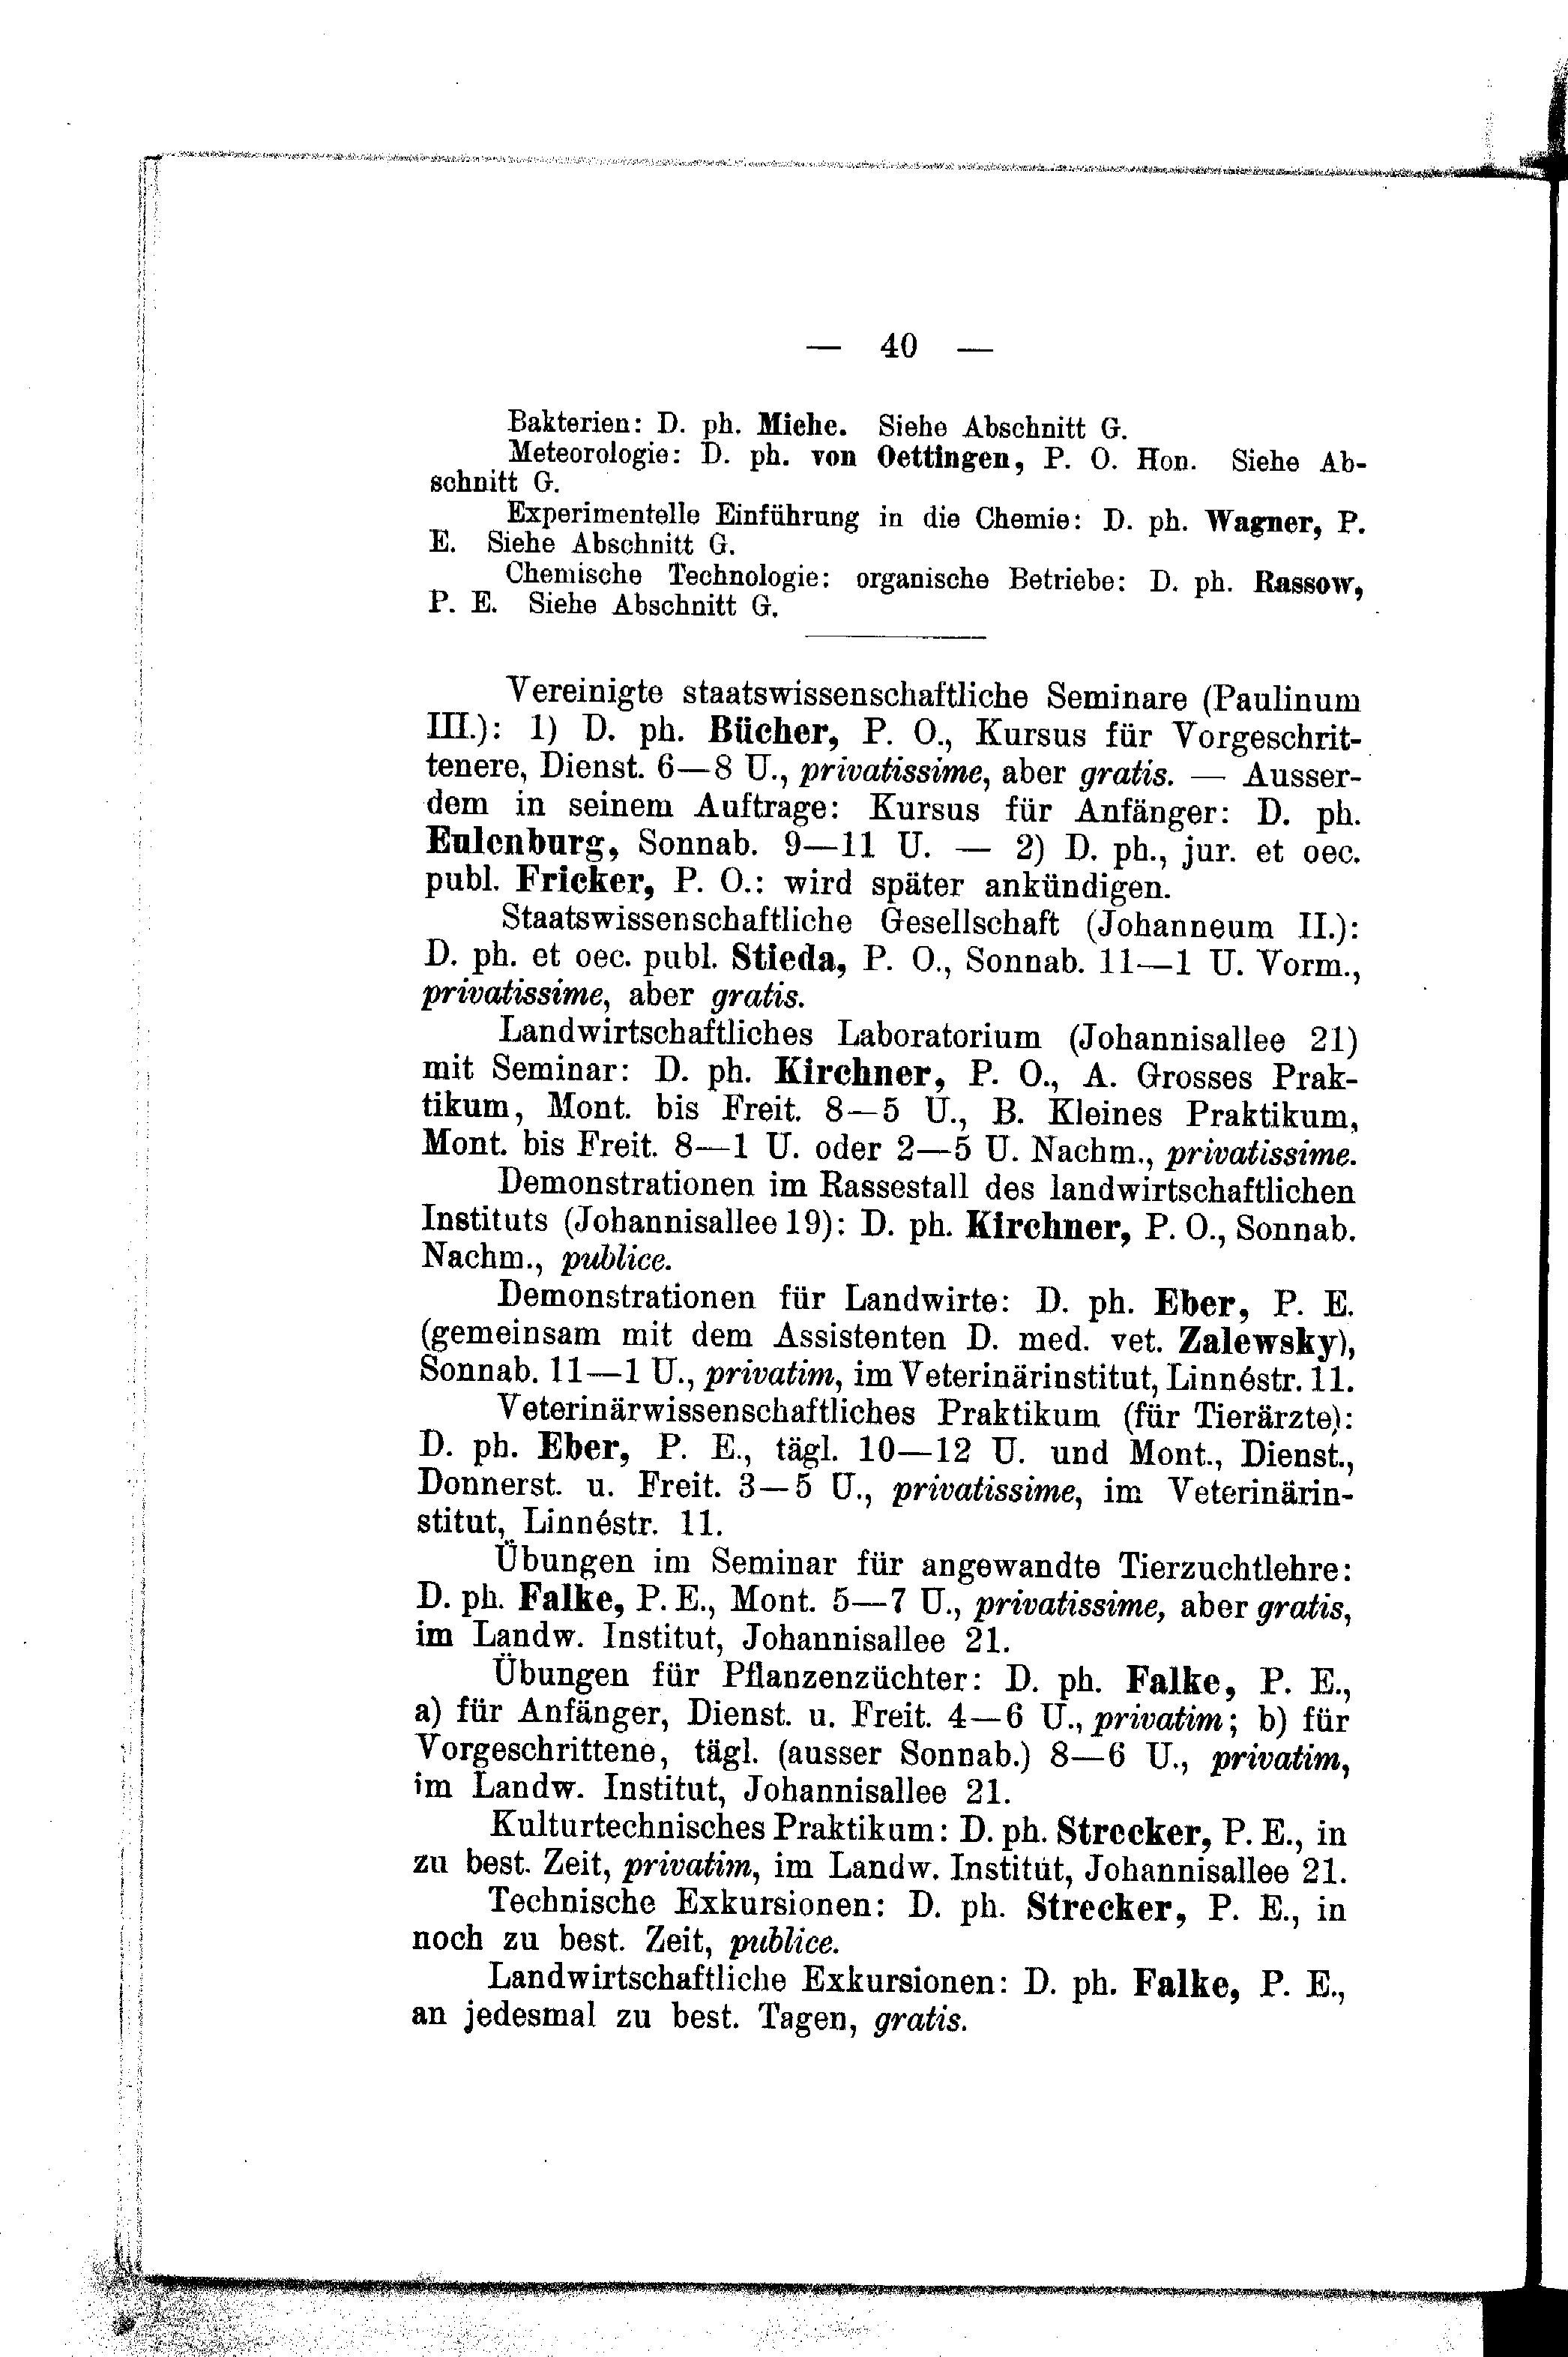 — 40 —
Bakterien: D. ph. Miehe. Siehe Abschnitt G.
Meteorologie: D. ph. von Oettingen, P. O. Hon. Siehe Ab-
schnitt G.
Experimentelle Einführung in die Chemie: D. ph. Wagner, P.
E. Siehe Abschnitt G.
Chemische Technologie: organische Betriebe: D. ph. Rassow,
P. E. Siehe Abschnitt G.
Vereinigte staatswissenschaftliche Seminare (Paulinum
III.): 1) D. ph. Bücher, P. O., Kursus für Vorgeschrit-
tenere, Dienst. 6—8 U., privatissime, aber gratis. — Ausser-
dem in seinem Auftrage: Kursus für Anfänger: D. ph.
Eulenburg, Sonnab. 9—11 U. — 2) D. ph., jur. et oec.
publ. Fricker, P. O.: wird später ankündigen.
Staatswissenschaftliche Gesellschaft (Johanneum II.):
D. ph. et oec. publ. Stieda, P. O., Sonnab. 11—1 U. Vorm.,
privatissime, aber gratis.
Landwirtschaftliches Laboratorium (Johannisallee 21)
mit Seminar: D. ph. Kirchner, P. O., A. Grosses Prak-
tikum, Mont. bis Freit. 8—5 U., B. Kleines Praktikum,
Mont. bis Freit. 8—1 U. oder 2—5 U. Nachm., privatissime.
Demonstrationen im Rassestall des landwirtschaftlichen
Instituts (Johannisallee 19): D. ph. Kirchner, P. O., Sonnab.
Nachm., publice.
Demonstrationen für Landwirte: D. ph. Eber, P. E.
(gemeinsam mit dem Assistenten D. med. vet. Zalewsky),
Sonnab. 11—1 U., privatim, im Veterinärinstitut, Linnéstr. 11.
Veterinärwissenschaftliches Praktikum (für Tierärzte):
D. ph. Eber, P. E., tägl. 10—12 U. und Mont., Dienst.,
Donnerst. u. Freit. 3—5 U., privatissime, im Veterinärin-
stitut, Linnéstr. 11.
Übungen im Seminar für angewandte Tierzuchtlehre:
D. ph. Falke, P. E., Mont. 5—7 U., privatissime, aber gratis,
im Landw. Institut, Johannisallee 21.
Übungen für Pflanzenzüchter: D. ph. Falke, P. E.,
a) für Anfänger, Dienst. u. Freit. 4—6 U., privatim; b) für
Vorgeschrittene, tägl. (ausser Sonnab.) 8—6 U., privatim,
im Landw. Institut, Johannisallee 21.
Kulturtechnisches Praktikum: D. ph. Strecker, P. E., in
zu best. Zeit, privatim, im Landw. Institut, Johannisallee 21.
Technische Exkursionen: D. ph. Strecker, P. E., in
noch zu best. Zeit, publice.
Landwirtschaftliche Exkursionen: D. ph. Falke, P. E.,
an jedesmal zu best. Tagen, gratis.